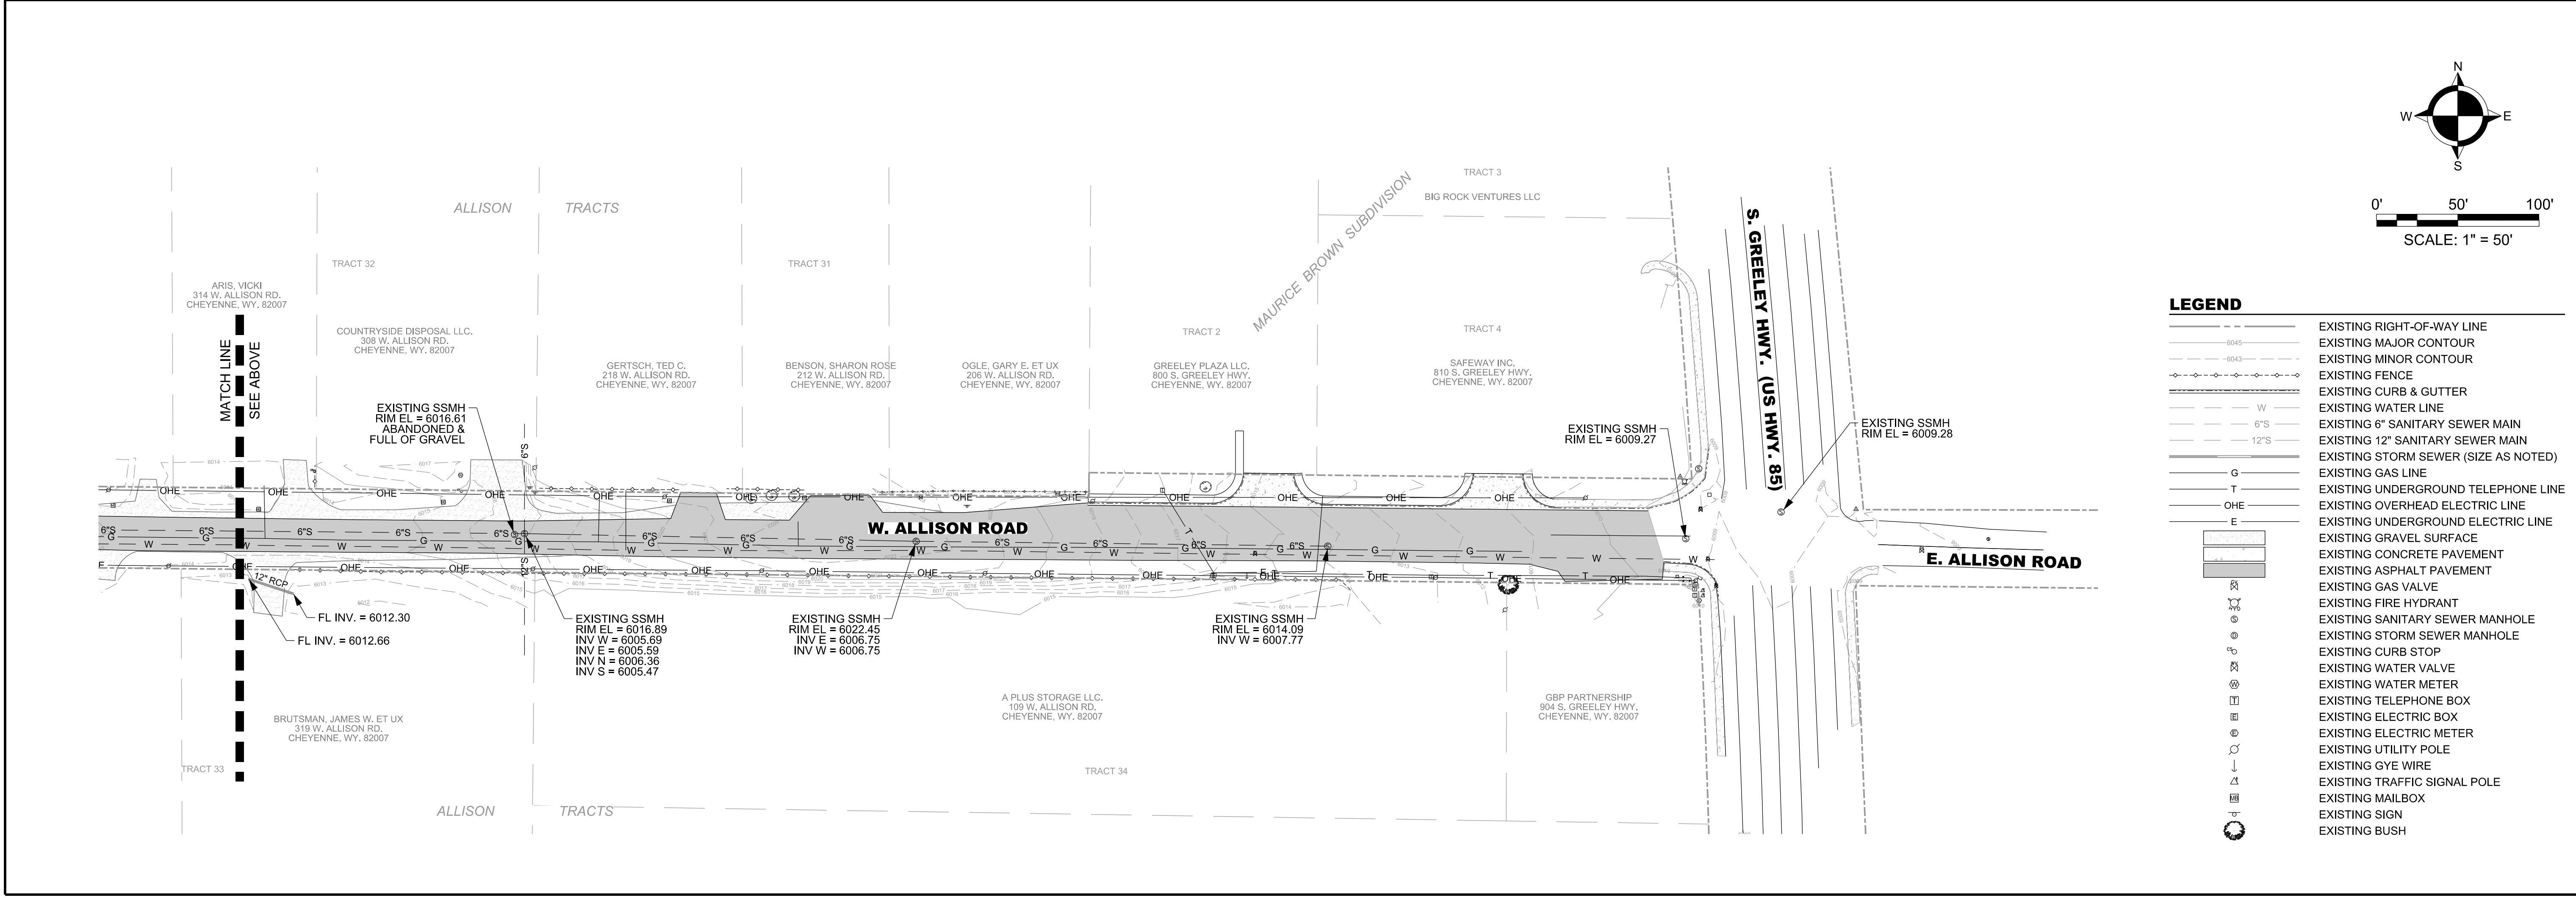 N
W
E
S
0' 50' 100'
SCALE: 1" = 50'
TRACT 3
BIG ROCK VENTURES LLC
MAURICE BROWN SUBDIVISION
ALLISON TRACTS
TRACT 32
TRACT 31
ARIS, VICKI
314 W. ALLISON RD.
CHEYENNE, WY. 82007
COUNTRYSIDE DISPOSAL LLC.
308 W. ALLISON RD.
CHEYENNE, WY. 82007
GERTSCH, TED C.
218 W. ALLISON RD.
CHEYENNE, WY. 82007
BENSON, SHARON ROSE
212 W. ALLISON RD.
CHEYENNE, WY. 82007
OGLE, GARY E. ET UX
206 W. ALLISON RD.
CHEYENNE, WY. 82007
TRACT 2
GREELEY PLAZA LLC.
800 S. GREELEY HWY.
CHEYENNE, WY. 82007
TRACT 4
SAFEWAY INC.
810 S. GREELEY HWY.
CHEYENNE, WY. 82007
S. GREELEY HWY. (US HWY. 85)
MATCH LINE
SEE ABOVE
EXISTING SSMH
RIM EL = 6016.61
ABANDONED &
FULL OF GRAVEL
EXISTING SSMH
RIM EL = 6009.27
EXISTING SSMH
RIM EL = 6009.28
6"S
12"S
OHE
G
W
T
E
W. ALLISON ROAD
E. ALLISON ROAD
12" RCP
FL INV. = 6012.30
FL INV. = 6012.66
EXISTING SSMH
RIM EL = 6016.89
INV W = 6005.69
INV E = 6005.59
INV N = 6006.36
INV S = 6005.47
EXISTING SSMH
RIM EL = 6022.45
INV E = 6006.75
INV W = 6006.75
EXISTING SSMH
RIM EL = 6014.09
INV W = 6007.77
BRUTSMAN, JAMES W. ET UX
319 W. ALLISON RD.
CHEYENNE, WY. 82007
A PLUS STORAGE LLC.
109 W. ALLISON RD.
CHEYENNE, WY. 82007
GBP PARTNERSHIP
904 S. GREELEY HWY.
CHEYENNE, WY. 82007
TRACT 33
TRACT 34
ALLISON TRACTS
LEGEND
EXISTING RIGHT-OF-WAY LINE
6045 EXISTING MAJOR CONTOUR
6043 EXISTING MINOR CONTOUR
EXISTING FENCE
EXISTING CURB & GUTTER
W EXISTING WATER LINE
6"S EXISTING 6" SANITARY SEWER MAIN
12"S EXISTING 12" SANITARY SEWER MAIN
EXISTING STORM SEWER (SIZE AS NOTED)
G EXISTING GAS LINE
T EXISTING UNDERGROUND TELEPHONE LINE
OHE EXISTING OVERHEAD ELECTRIC LINE
E EXISTING UNDERGROUND ELECTRIC LINE
EXISTING GRAVEL SURFACE
EXISTING CONCRETE PAVEMENT
EXISTING ASPHALT PAVEMENT
EXISTING GAS VALVE
EXISTING FIRE HYDRANT
EXISTING SANITARY SEWER MANHOLE
EXISTING STORM SEWER MANHOLE
EXISTING CURB STOP
EXISTING WATER VALVE
EXISTING WATER METER
EXISTING TELEPHONE BOX
EXISTING ELECTRIC BOX
EXISTING ELECTRIC METER
EXISTING UTILITY POLE
EXISTING GYE WIRE
EXISTING TRAFFIC SIGNAL POLE
EXISTING MAILBOX
EXISTING SIGN
EXISTING BUSH